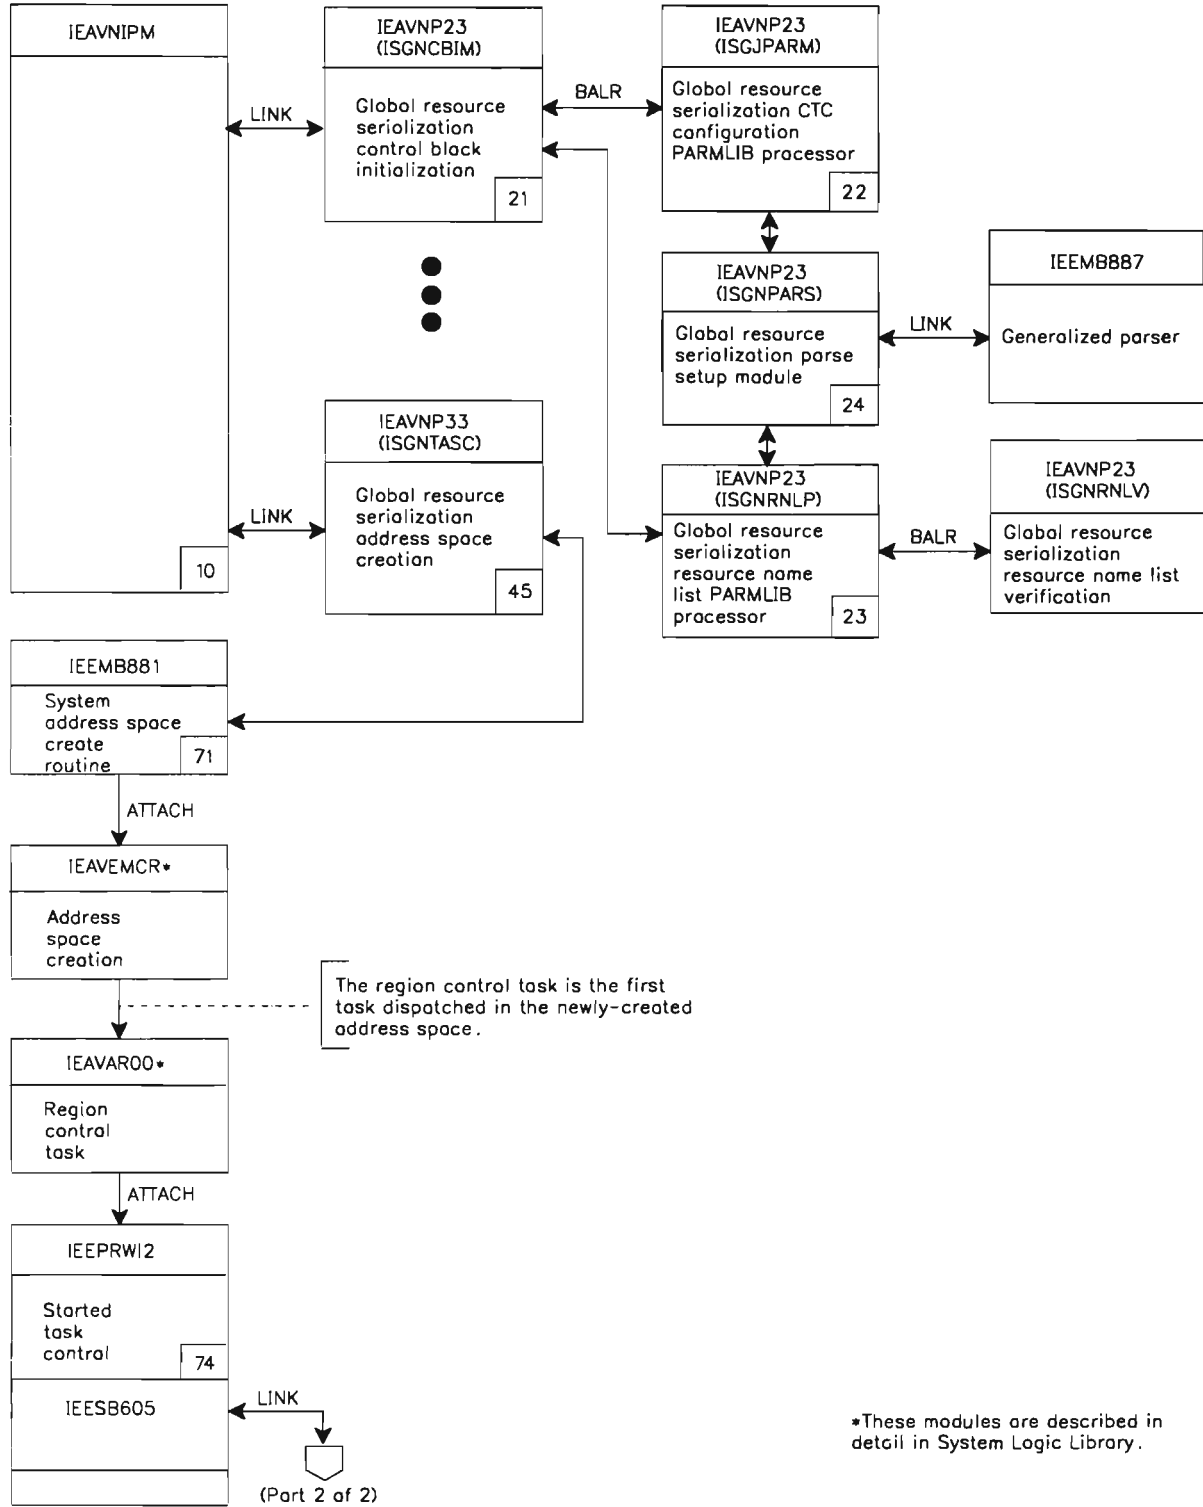 IEAVNIPM
10
LINK
IEAVNP23
(ISGNCBIM)
Global resource
serialization
control block
initialization
21
BALR
IEAVNP23
(ISGJPARM)
Global resource
serialization CTC
configuration
PARMLIB processor
22
IEAVNP23
(ISGNPARS)
Global resource
serialization parse
setup module
24
LINK
IEEMB887
Generalized parser
LINK
IEAVNP33
(ISGNTASC)
Global resource
serialization
address space
creation
45
IEAVNP23
(ISGNRNLP)
Global resource
serialization
resource name
list PARMLIB
processor
23
BALR
IEAVNP23
(ISGNRNLV)
Global resource
serialization
resource name list
verification
IEEMB881
System
address space
create
routine
71
ATTACH
IEAVEMCR*
Address
space
creation
The region control task is the first
task dispatched in the newly-created
address space.
IEAVAR00*
Region
control
task
ATTACH
IEEPRWI2
Started
task
control
74
IEESB605
LINK
(Part 2 of 2)
*These modules are described in
detail in System Logic Library.